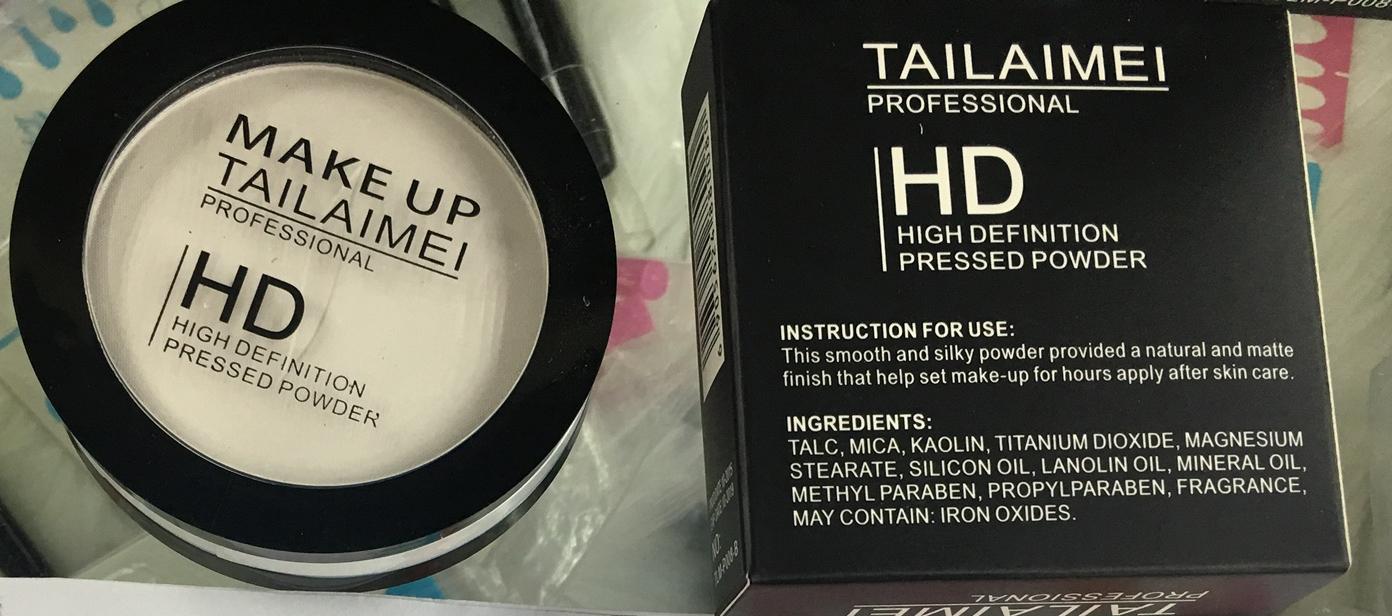 MAKE UP
TAILAIMEI
PROFESSIONAL
HD
HIGH DEFINITION
PRESSED POWDER
TAILAIMEI
PROFESSIONAL
HD
HIGH DEFINITION
PRESSED POWDER
INSTRUCTION FOR USE:
This smooth and silky powder provided a natural and matte
finish that help set make-up for hours apply after skin care.
INGREDIENTS:
TALC, MICA, KAOLIN, TITANIUM DIOXIDE, MAGNESIUM
STEARATE, SILICON OIL, LANOLIN OIL, MINERAL OIL,
METHYL PARABEN, PROPYLPARABEN, FRAGRANCE,
MAY CONTAIN: IRON OXIDES.
NO:
TLM-P008-B
PROFESSIONAL
TAILAIMEI